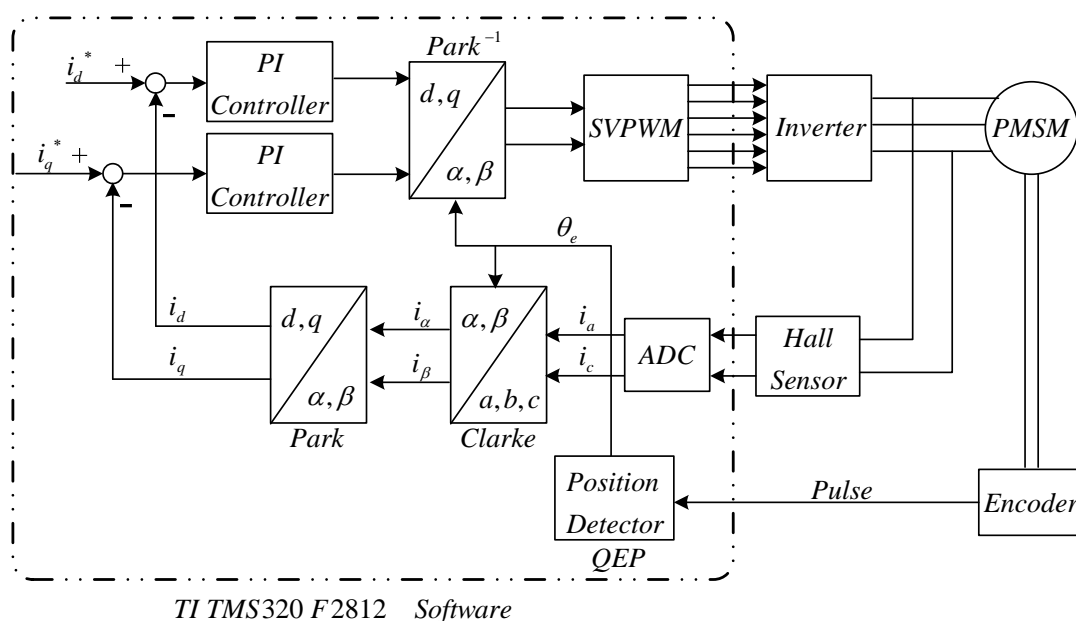 Park⁻¹
i_d* +
−
PI
Controller
d,q
α,β
SVPWM
Inverter
PMSM
i_q* +
−
PI
Controller
θ_e
i_d
i_q
d,q
α,β
Park
i_α
i_β
α,β
a,b,c
Clarke
i_a
i_c
ADC
Hall
Sensor
Position
Detector
QEP
Pulse
Encoder
TI TMS320 F2812 Software